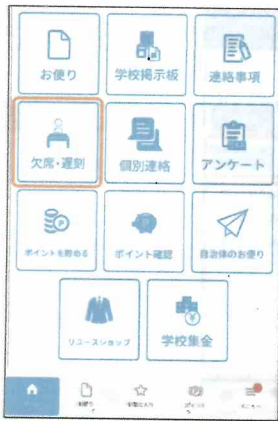 お便り
学校掲示板
連絡事項
欠席・遅刻
個別連絡
アンケート
ポイントを貯める
ポイント確認
自治体のお便り
リユースショップ
学校集金